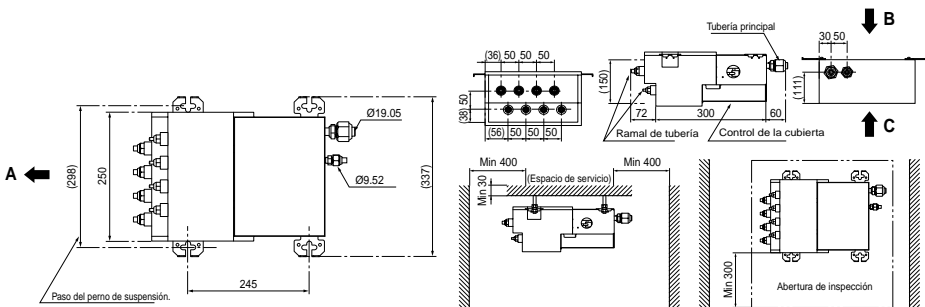 A
(298)
250
Ø19.05
Ø9.52
(337)
245
Paso del perno de suspensión.
(36) 50 50 50
50
(38)
(56) 50 50 50
Tubería principal
(150)
72 300 60
Ramal de tubería
Control de la cubierta
B
30 50
(111)
C
Min 400
Min 400
(Espacio de servicio)
Min 30
Min 300
Abertura de inspección